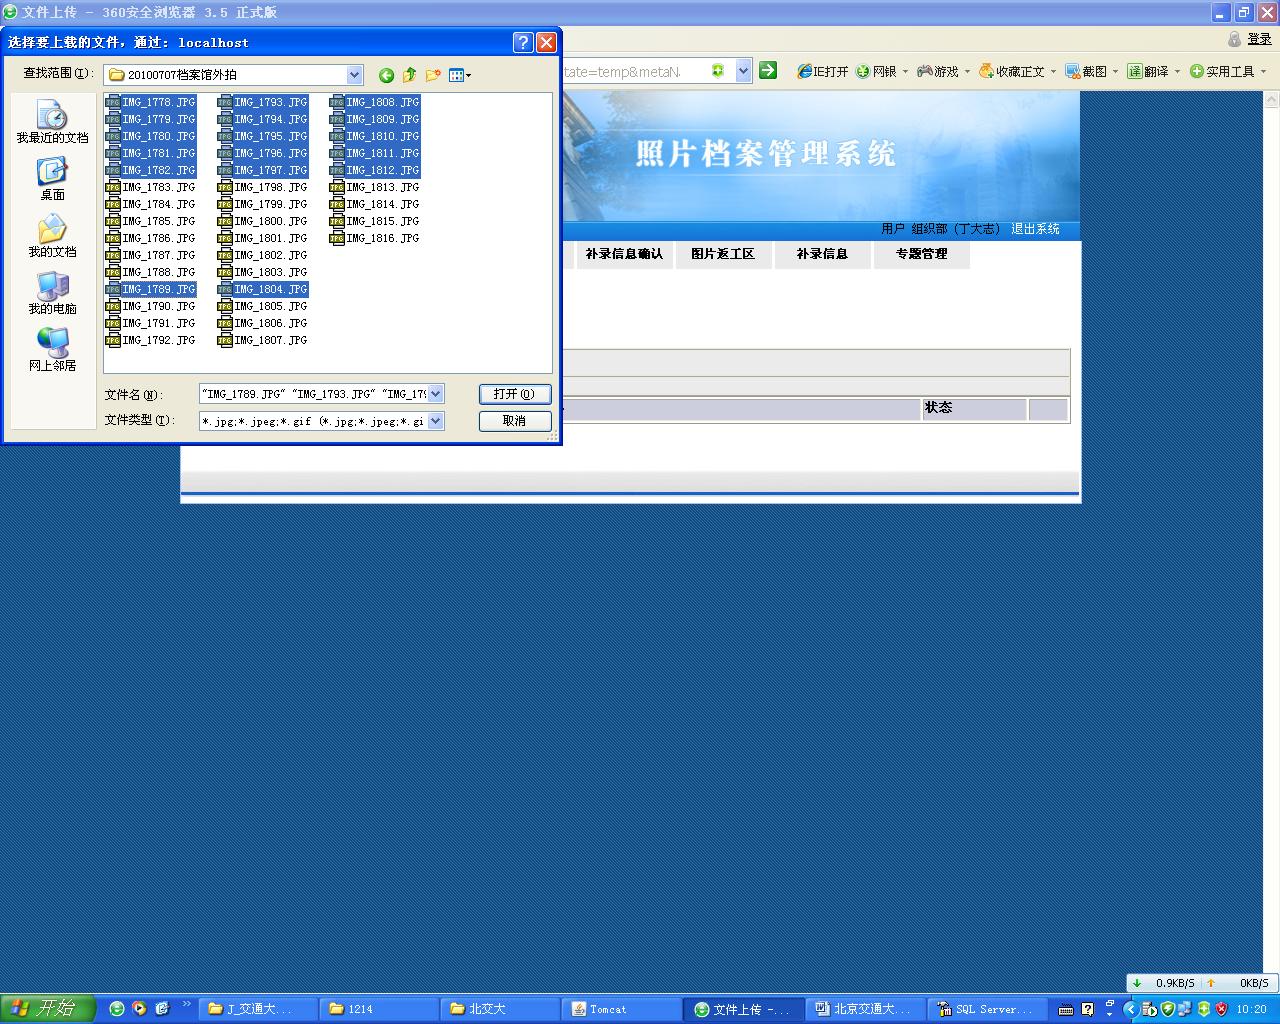 文件上传 - 360安全浏览器 3.5 正式版
登录
选择要上载的文件，通过: localhost
查找范围(I):
20100707档案馆外拍
tate=temp&metaN
IE打开
网银
游戏
收藏正文
截图
翻译
实用工具
我最近的文档
桌面
我的文档
我的电脑
网上邻居
IMG_1778.JPG IMG_1793.JPG IMG_1808.JPG
IMG_1779.JPG IMG_1794.JPG IMG_1809.JPG
IMG_1780.JPG IMG_1795.JPG IMG_1810.JPG
IMG_1781.JPG IMG_1796.JPG IMG_1811.JPG
IMG_1782.JPG IMG_1797.JPG IMG_1812.JPG
IMG_1783.JPG IMG_1798.JPG IMG_1813.JPG
IMG_1784.JPG IMG_1799.JPG IMG_1814.JPG
IMG_1785.JPG IMG_1800.JPG IMG_1815.JPG
IMG_1786.JPG IMG_1801.JPG IMG_1816.JPG
IMG_1787.JPG IMG_1802.JPG
IMG_1788.JPG IMG_1803.JPG
IMG_1789.JPG IMG_1804.JPG
IMG_1790.JPG IMG_1805.JPG
IMG_1791.JPG IMG_1806.JPG
IMG_1792.JPG IMG_1807.JPG
文件名(N):
"IMG_1789.JPG" "IMG_1793.JPG" "IMG_179
打开(O)
文件类型(T):
*.jpg;*.jpeg;*.gif (*.jpg;*.jpeg;*.gi
取消
照片档案管理系统
用户 组织部（丁大志） 退出系统
补录信息确认 图片返工区 补录信息 专题管理
状态
0.9KB/S 0KB/S
开始
J_交通大...
1214
北交大
Tomcat
文件上传 -...
北京交通大...
SQL Server...
10:20